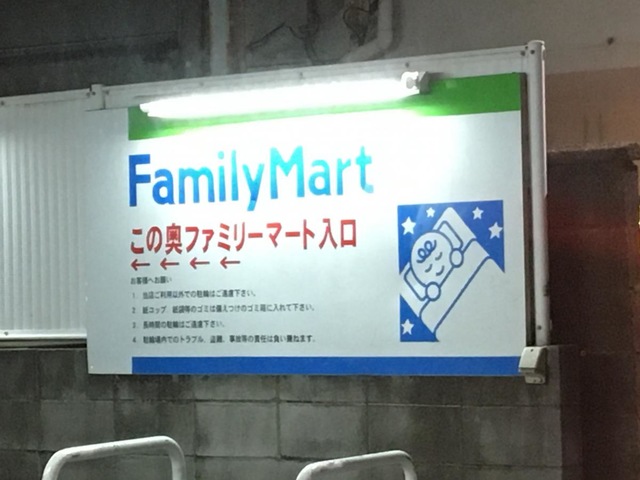 FamilyMart
この奥ファミリーマート入口
←←←←
お客様へお願い
1. 当店ご利用以外での駐輪はご遠慮下さい。
2. 紙コップ 紙袋等のゴミは備えつけのゴミ箱に入れて下さい。
3. 長時間の駐輪はご遠慮下さい。
4. 駐輪場内でのトラブル、盗難、事故等の責任は負い兼ねます。